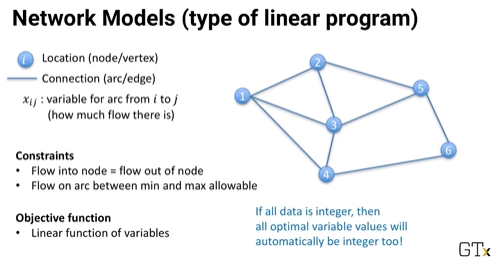 Network Models (type of linear program)
i Location (node/vertex)
Connection (arc/edge)
xij : variable for arc from i to j
(how much flow there is)
Constraints
• Flow into node = flow out of node
• Flow on arc between min and max allowable
Objective function
• Linear function of variables
1
2
3
4
5
6
If all data is integer, then
all optimal variable values will
automatically be integer too!
GTx